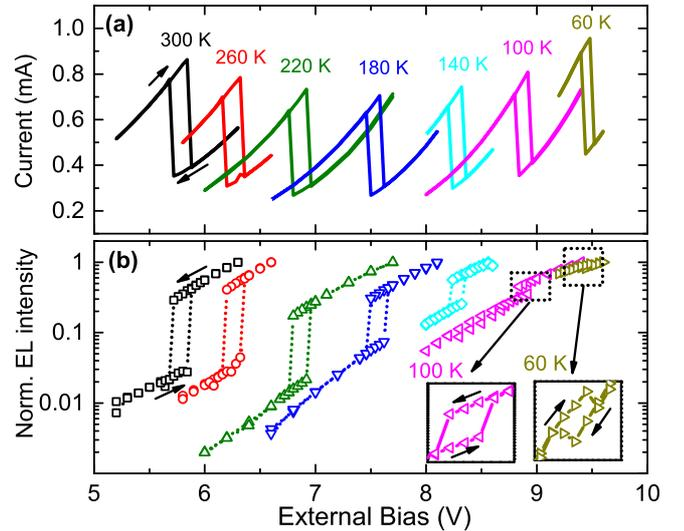 (a)
300 K
260 K
220 K
180 K
140 K
100 K
60 K
Current (mA)
1.0
0.8
0.6
0.4
0.2
(b)
Norm. EL intensity
1
0.1
0.01
100 K
60 K
5 6 7 8 9 10
External Bias (V)